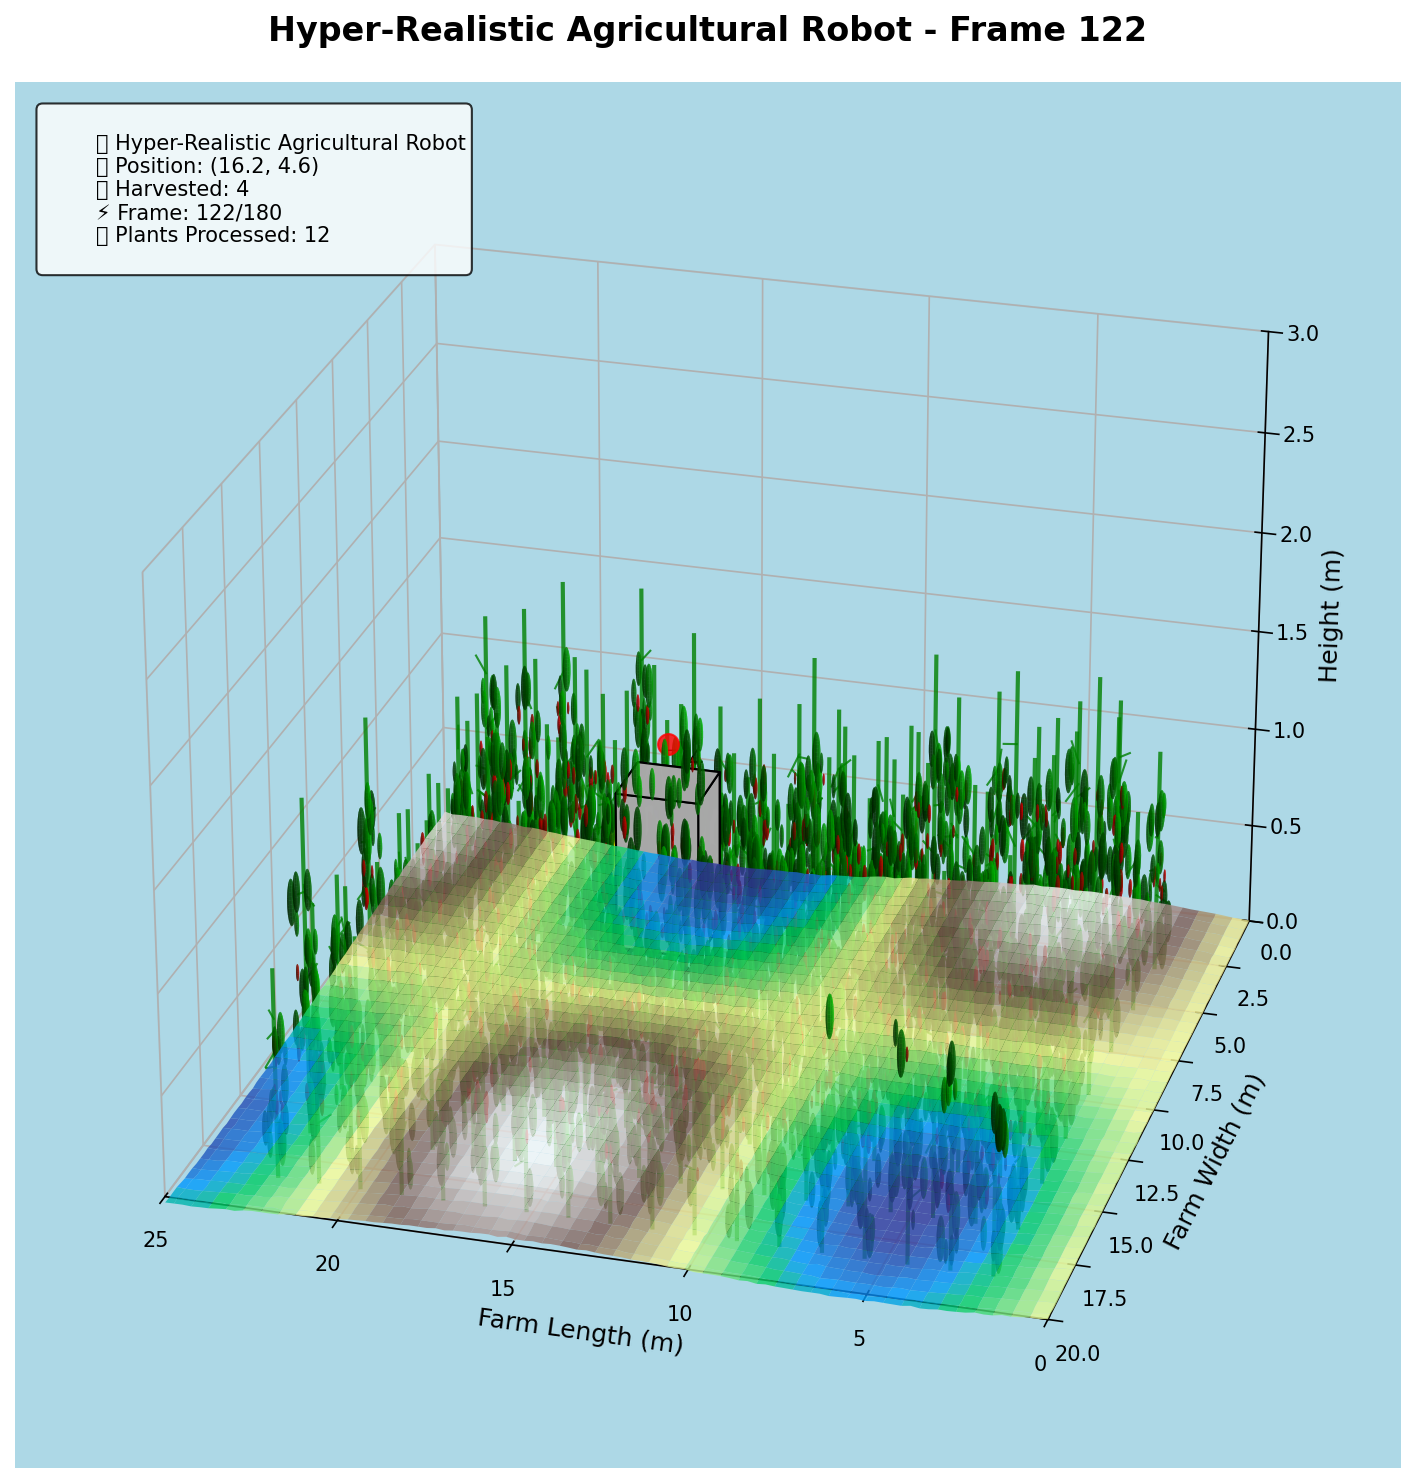 Hyper-Realistic Agricultural Robot - Frame 122
▯ Hyper-Realistic Agricultural Robot
▯ Position: (16.2, 4.6)
▯ Harvested: 4
⚡ Frame: 122/180
▯ Plants Processed: 12
3.0
2.5
2.0
1.5
1.0
0.5
0.0
Height (m)
0.0
2.5
5.0
7.5
10.0
12.5
15.0
17.5
20.0
Farm Width (m)
25
20
15
10
5
0
Farm Length (m)